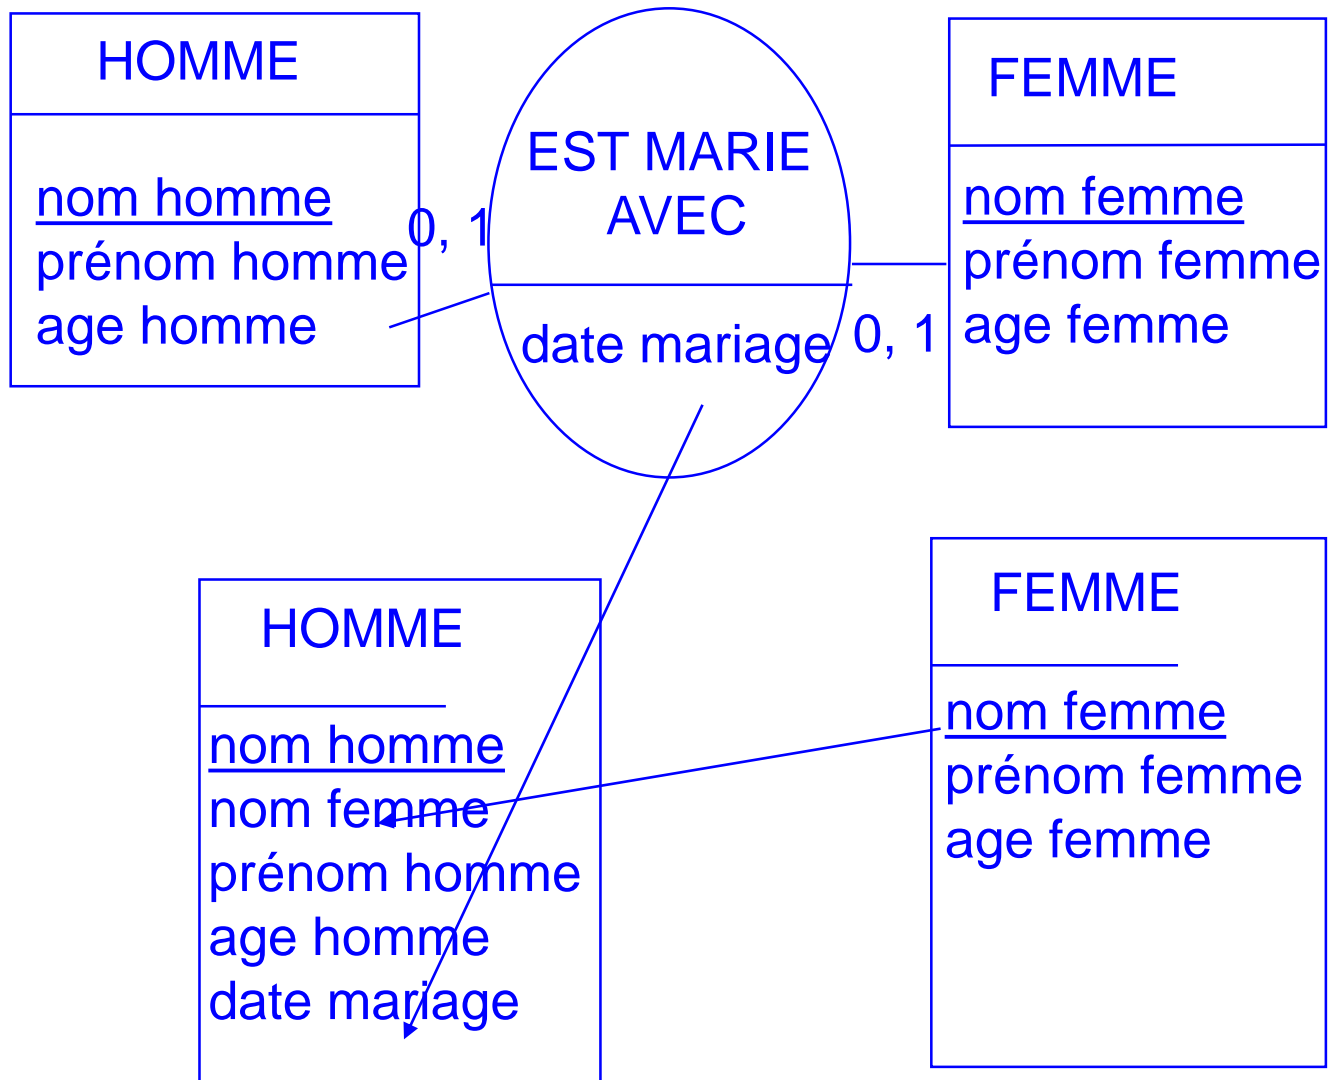 HOMME
nom homme
prénom homme
age homme
0, 1
EST MARIE
AVEC
date mariage
0, 1
FEMME
nom femme
prénom femme
age femme
HOMME
nom homme
nom femme
prénom homme
age homme
date mariage
FEMME
nom femme
prénom femme
age femme